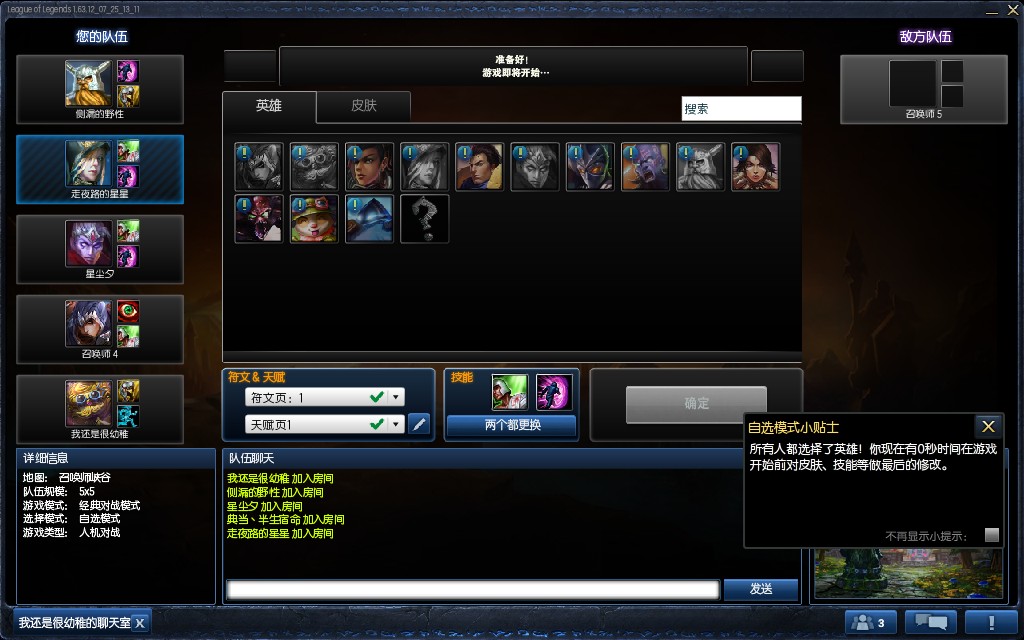 League of Legends 1.63.12_07_25_13_11
您的队伍
敌方队伍
准备好!
游戏即将开始…
侧漏的野性
走夜路的星星
星尘夕
召唤师 4
我还是很幼稚
召唤师 5
英雄
皮肤
搜索
符文 & 天赋
符文页：1
天赋页1
技能
两个都更换
确定
自选模式小贴士
所有人都选择了英雄！你现在有0秒时间在游戏
开始前对皮肤、技能等做最后的修改。
不再显示小提示：
详细信息
地图： 召唤师峡谷
队伍规模： 5x5
游戏模式： 经典对战模式
选择模式： 自选模式
游戏类型： 人机对战
队伍聊天
我还是很幼稚 加入房间
侧漏的野性 加入房间
星尘夕 加入房间
典当、半生宿命 加入房间
走夜路的星星 加入房间
发送
我还是很幼稚的聊天室 X
3